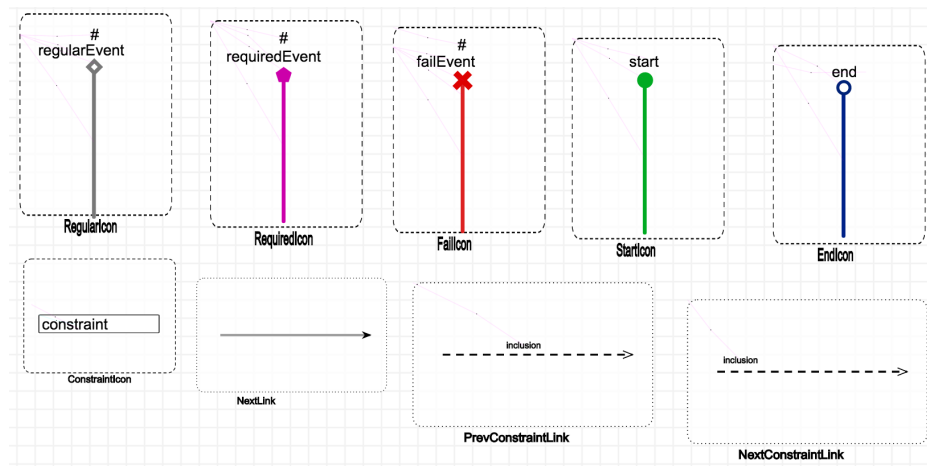 #
regularEvent
RegularIcon
#
requiredEvent
RequiredIcon
#
failEvent
FailIcon
start
StartIcon
end
EndIcon
constraint
ConstraintIcon
NextLink
inclusion
PrevConstraintLink
inclusion
NextConstraintLink